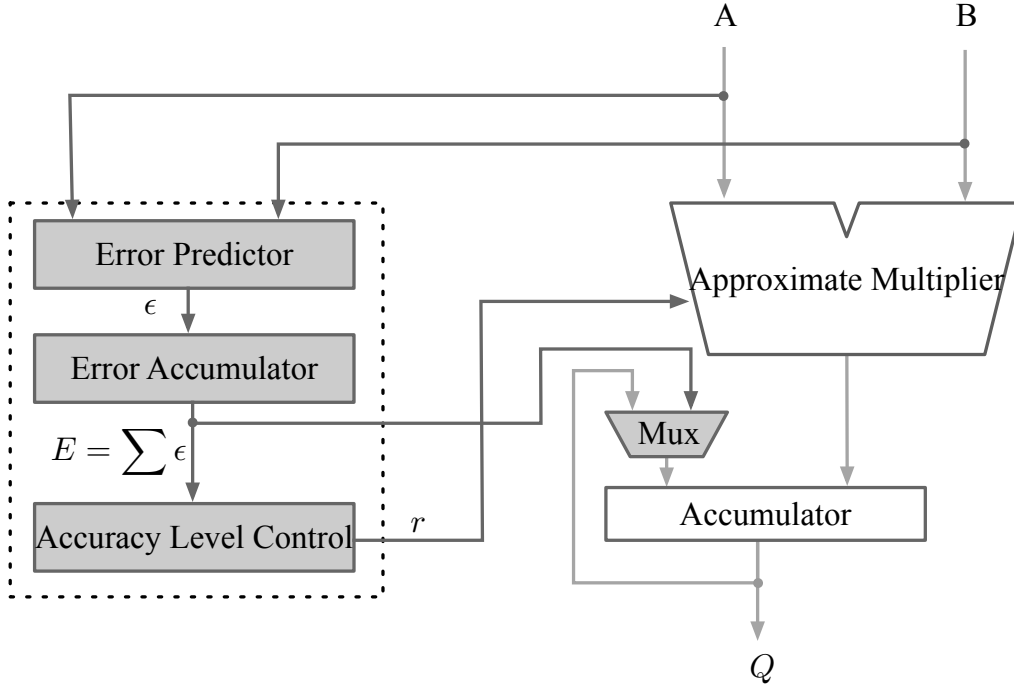 A
B
Error Predictor
Approximate Multiplier
ϵ
Error Accumulator
E = ∑ ϵ
Mux
Accuracy Level Control
r
Accumulator
Q